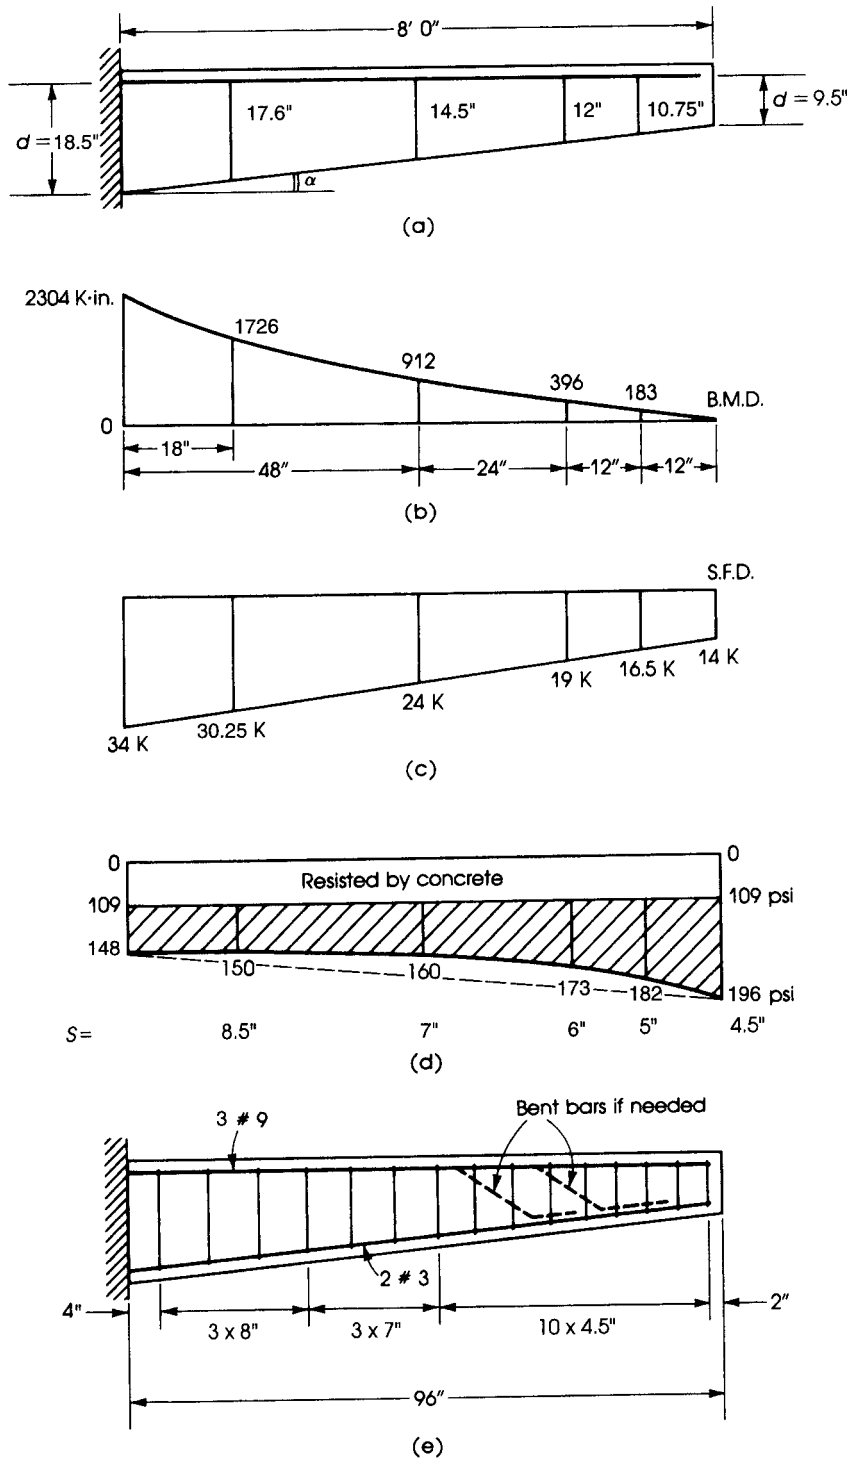 8' 0"
17.6"
14.5"
12"
10.75"
d = 9.5"
d = 18.5"
α
(a)
2304 K·in.
1726
912
396
183
B.M.D.
0
18"
48"
24"
12"
12"
(b)
S.F.D.
14 K
16.5 K
19 K
24 K
30.25 K
34 K
(c)
0
0
Resisted by concrete
109
109 psi
148
150
160
173
182
196 psi
S=
8.5"
7"
6"
5"
4.5"
(d)
3 # 9
Bent bars if needed
2 # 3
4"
3 x 8"
3 x 7"
10 x 4.5"
2"
96"
(e)